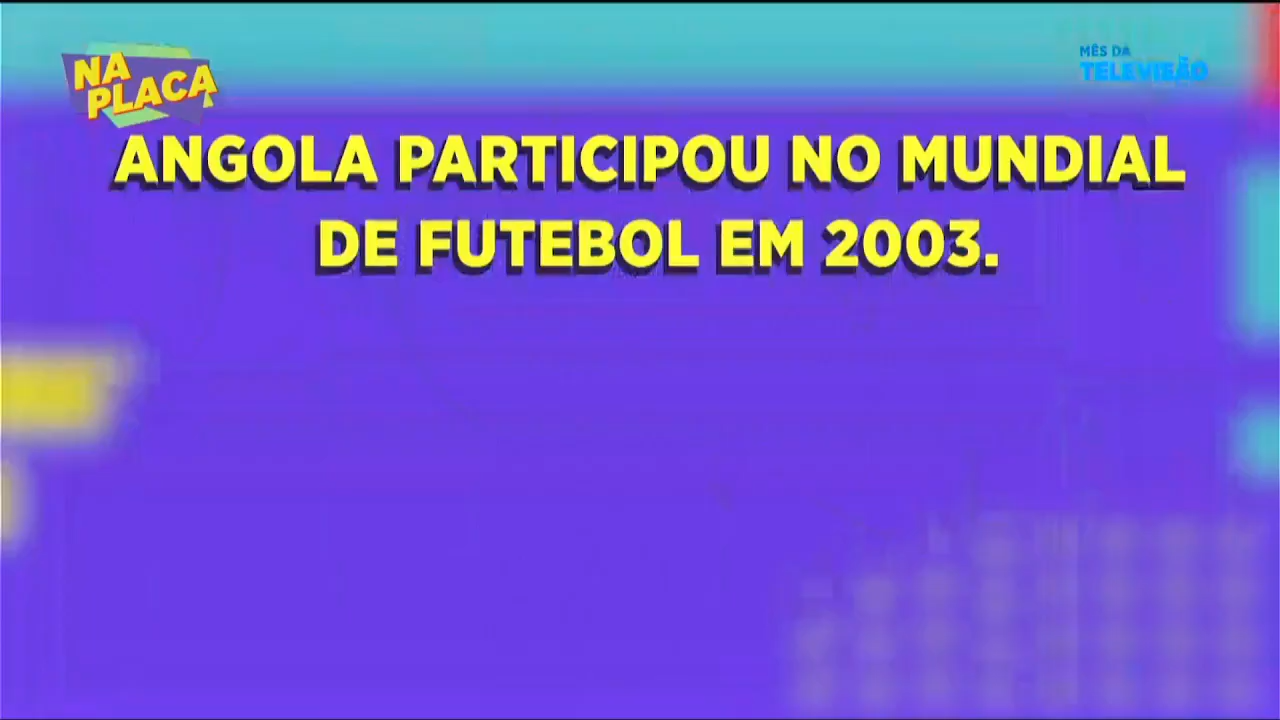 NA
PLACA
MÊS DA
TELEVISÃO
ANGOLA PARTICIPOU NO MUNDIAL
DE FUTEBOL EM 2003.